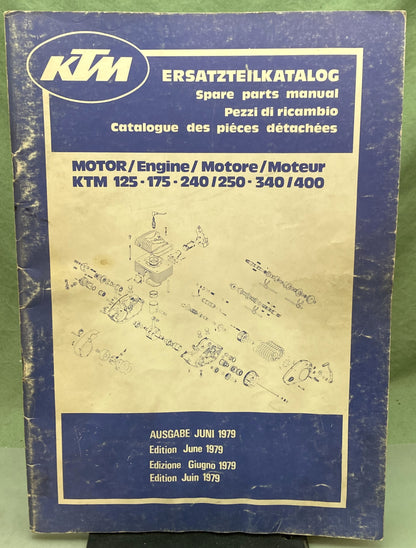 KTM
ERSATZTEILKATALOG
Spare parts manual
Pezzi di ricambio
Catalogue des pièces détachées
MOTOR/Engine/Motore/Moteur
KTM 125-175-240/250-340/400
AUSGABE JUNI 1979
Edition June 1979
Edizione Giugno 1979
Edition Juin 1979